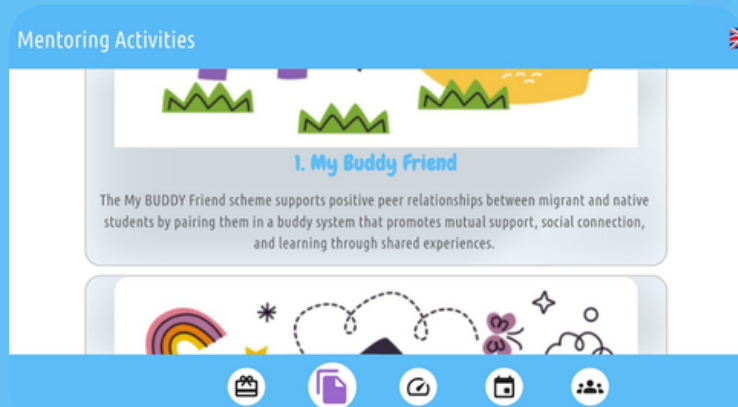 Mentoring Activities
1. My Buddy Friend
The My BUDDY Friend scheme supports positive peer relationships between migrant and native
students by pairing them in a buddy system that promotes mutual support, social connection,
and learning through shared experiences.